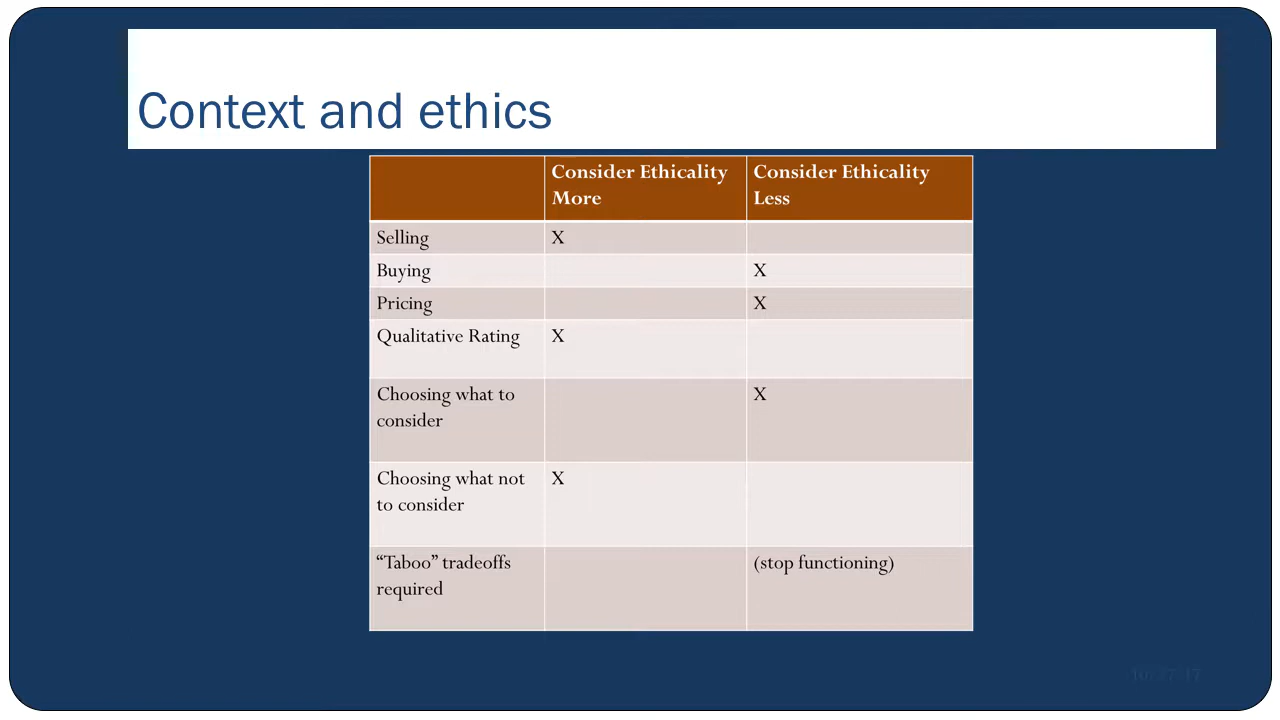 Context and ethics
Consider Ethicality More
Consider Ethicality Less
Selling X
Buying X
Pricing X
Qualitative Rating X
Choosing what to consider X
Choosing what not to consider X
“Taboo” tradeoffs required (stop functioning)